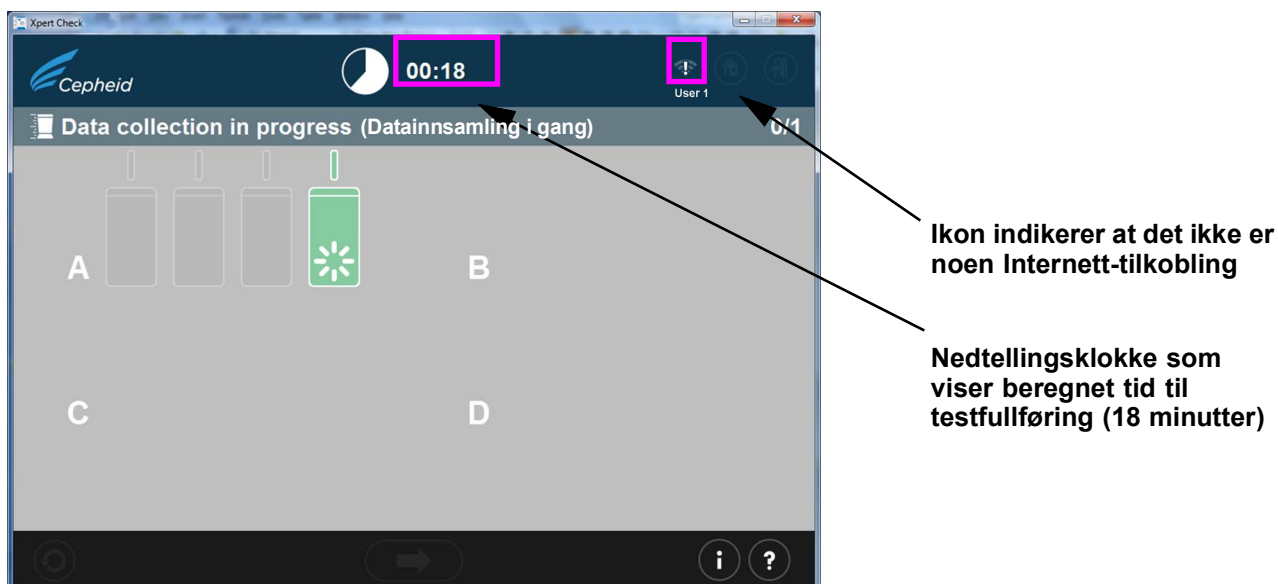 Xpert Check
Cepheid
00:18
!
User 1
Data collection in progress (Datainnsamling i gang)
0/1
A
B
C
D
i
?
Ikon indikerer at det ikke er
noen Internett-tilkobling
Nedtellingsklokke som
viser beregnet tid til
testfullføring (18 minutter)